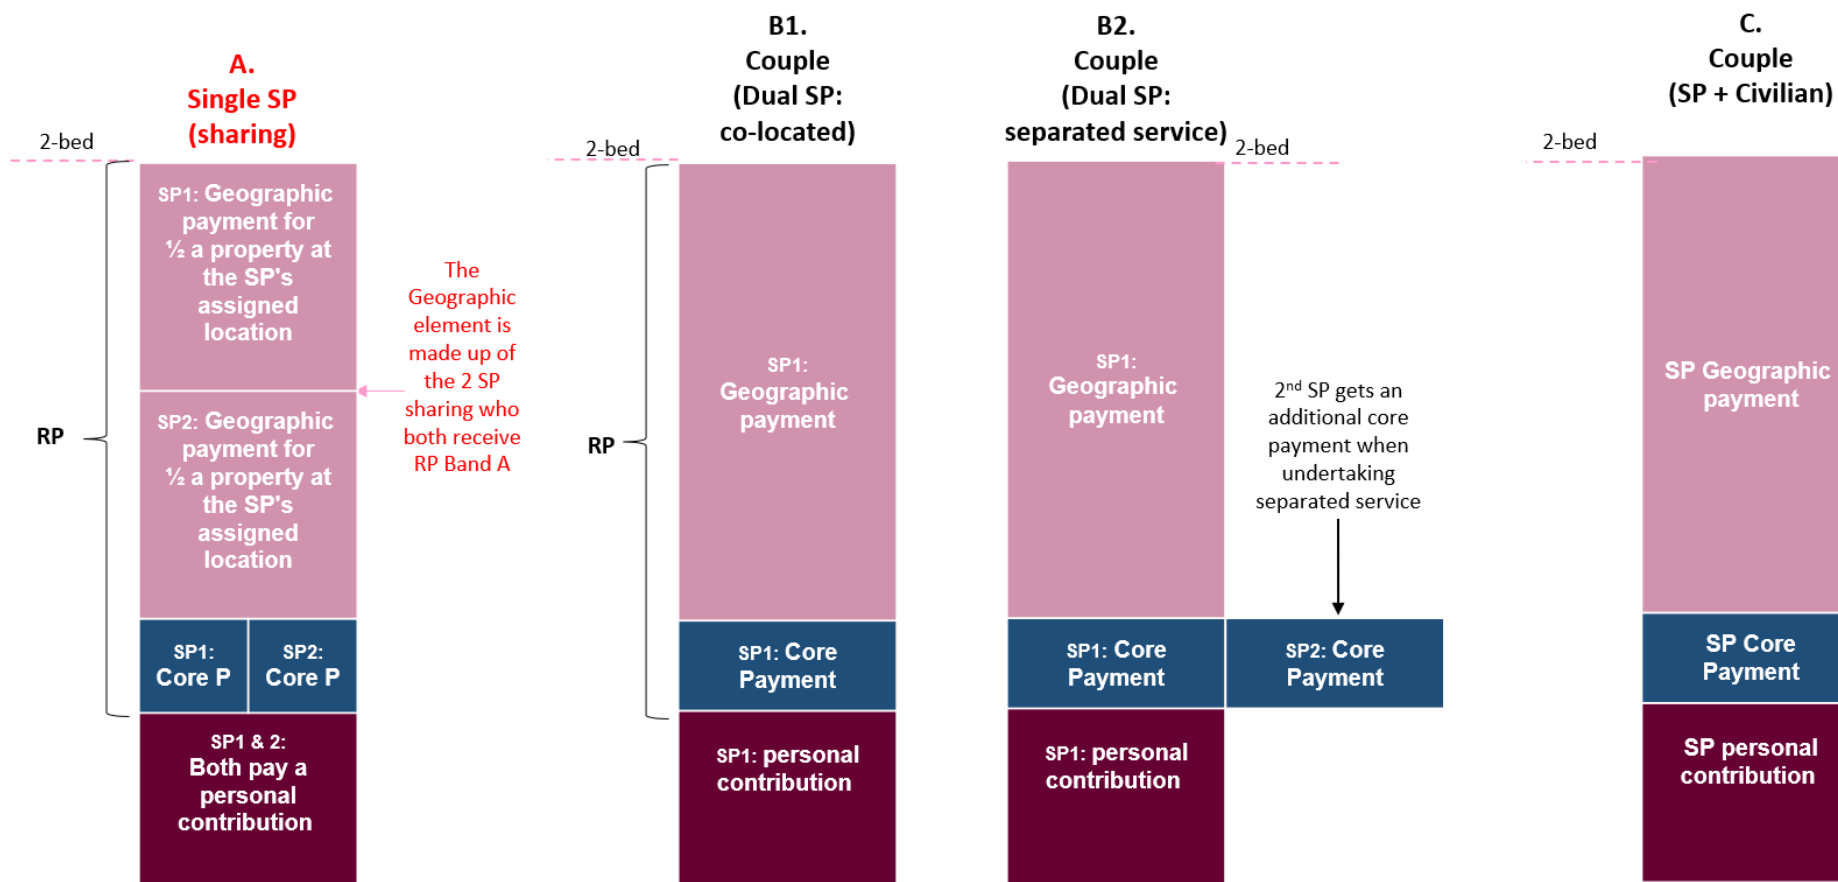 A.
Single SP
(sharing)
2-bed
SP1: Geographic
payment for
½ a property at
the SP's
assigned
location
SP2: Geographic
payment for
½ a property at
the SP's
assigned
location
RP
SP1:
Core P
SP2:
Core P
SP1 & 2:
Both pay a
personal
contribution
The
Geographic
element is
made up of
the 2 SP
sharing who
both receive
RP Band A
B1.
Couple
(Dual SP:
co-located)
2-bed
RP
SP1:
Geographic
payment
SP1: Core
Payment
SP1: personal
contribution
B2.
Couple
(Dual SP:
separated service)
2-bed
SP1:
Geographic
payment
SP1: Core
Payment
SP1: personal
contribution
2nd SP gets an
additional core
payment when
undertaking
separated service
SP2: Core
Payment
C.
Couple
(SP + Civilian)
2-bed
SP Geographic
payment
SP Core
Payment
SP personal
contribution